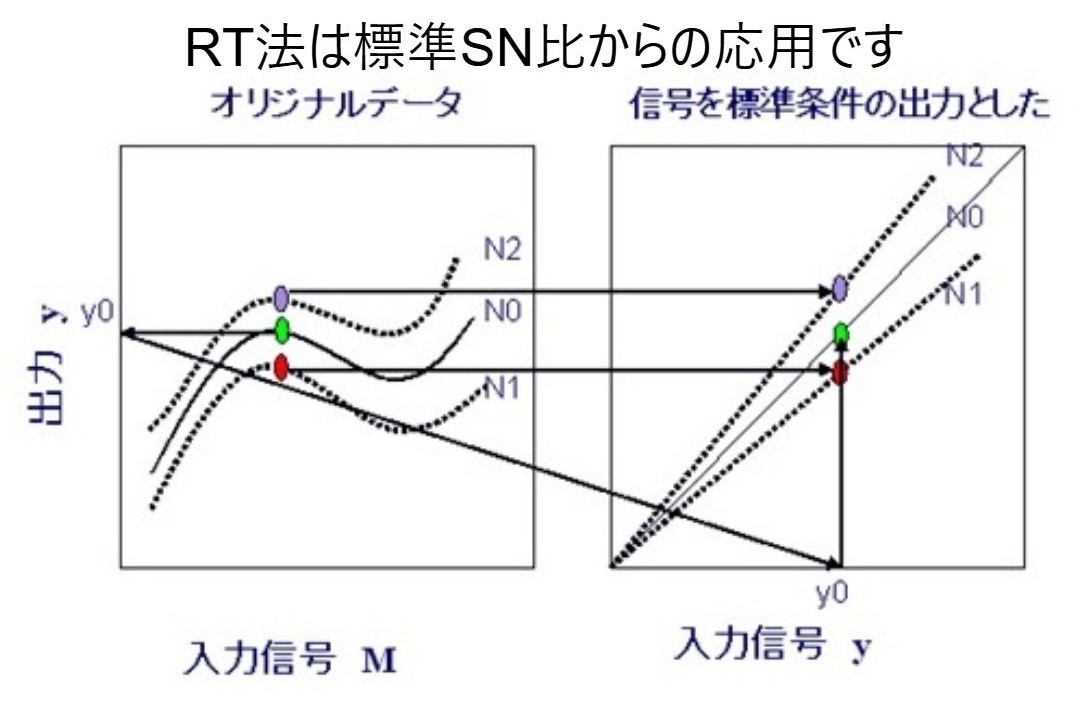 RT法は標準SN比からの応用です
オリジナルデータ
信号を標準条件の出力とした
N2
N0
N1
y0
出力 y
入力信号 M
N2
N0
N1
y0
入力信号 y